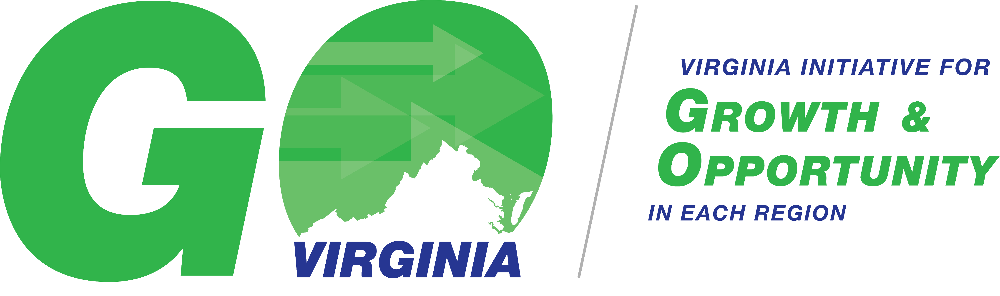 GO
VIRGINIA
VIRGINIA INITIATIVE FOR
GROWTH &
OPPORTUNITY
IN EACH REGION